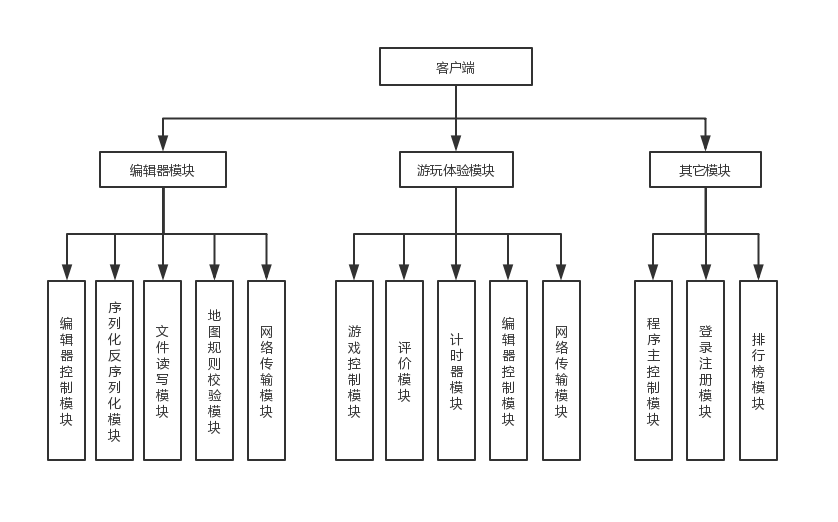 客户端
编辑器模块
游玩体验模块
其它模块
编辑器控制模块
序列化反序列化模块
文件读写模块
地图规则校验模块
网络传输模块
游戏控制模块
评价模块
计时器模块
编辑器控制模块
网络传输模块
程序主控制模块
登录注册模块
排行榜模块